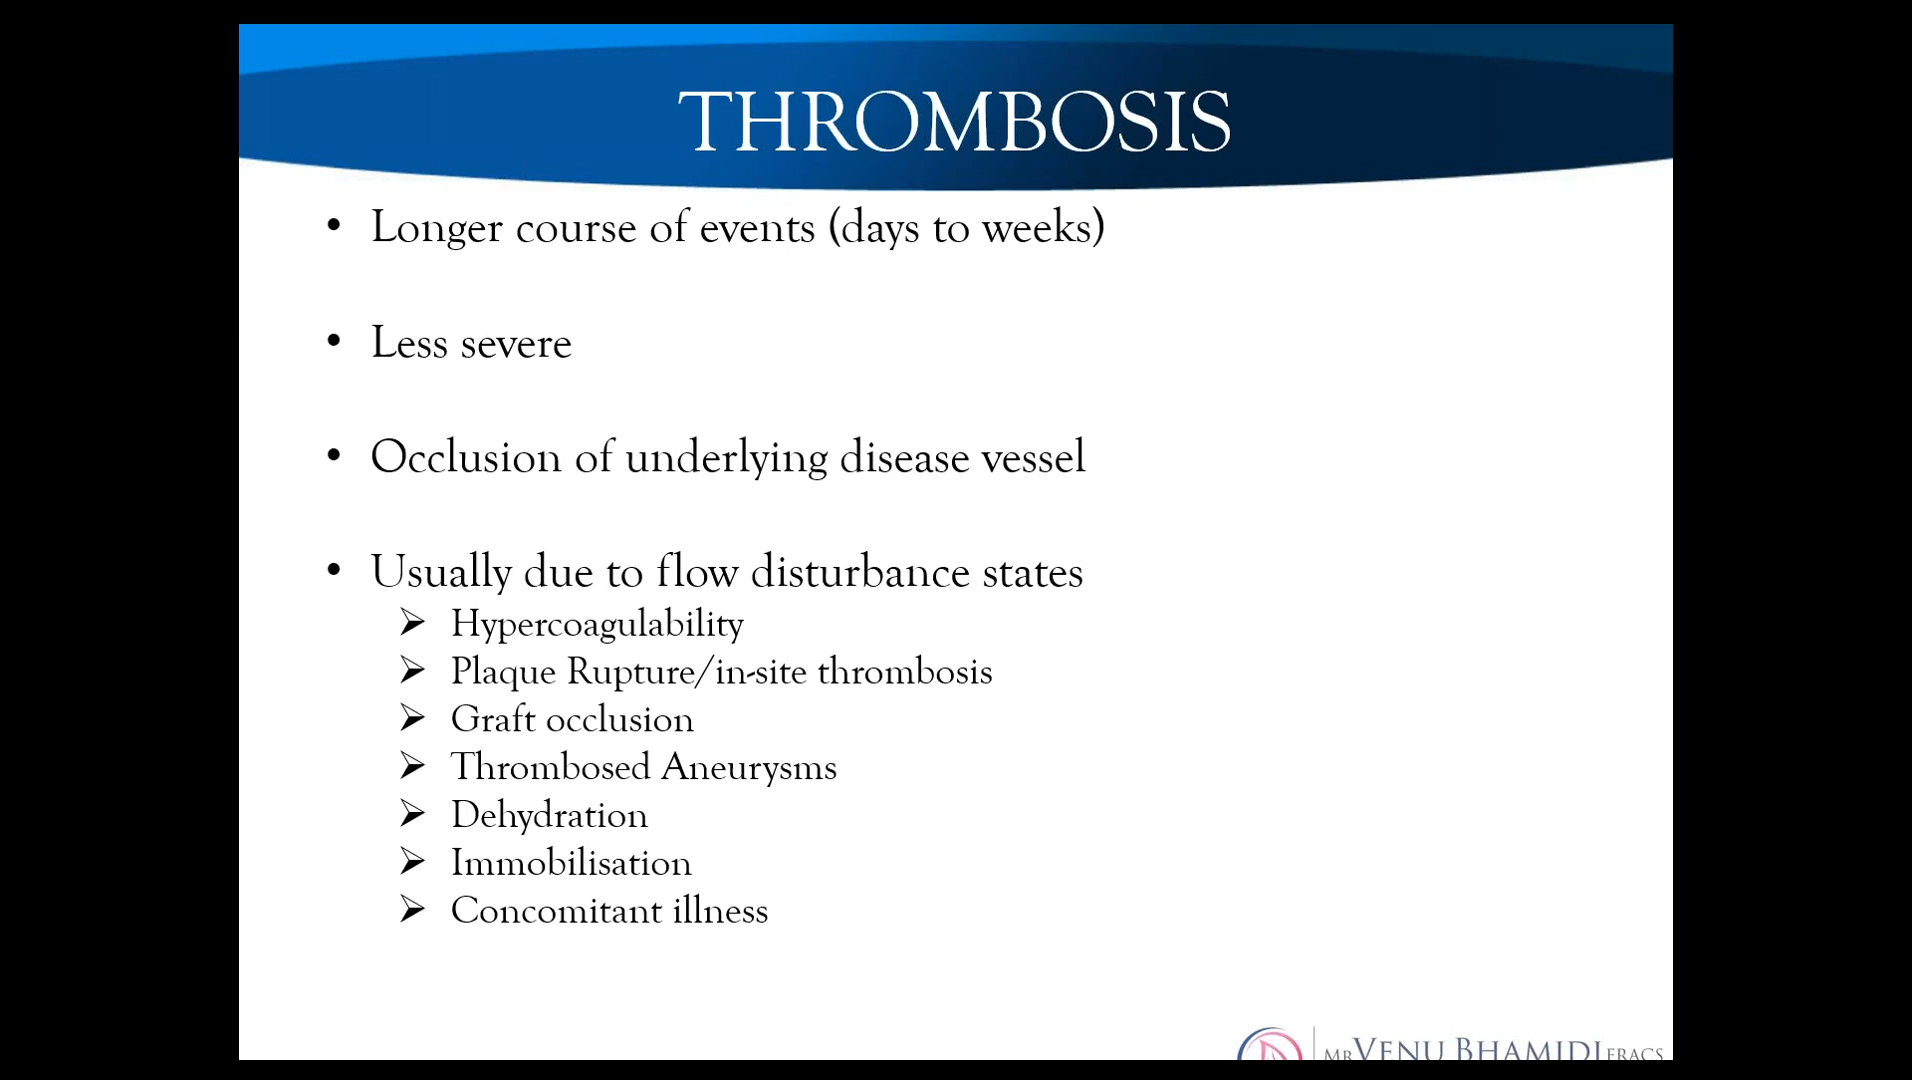 THROMBOSIS
• Longer course of events (days to weeks)
• Less severe
• Occlusion of underlying disease vessel
• Usually due to flow disturbance states
➢ Hypercoagulability
➢ Plaque Rupture/in-site thrombosis
➢ Graft occlusion
➢ Thrombosed Aneurysms
➢ Dehydration
➢ Immobilisation
➢ Concomitant illness
MR VENU BHAMIDI FRACS